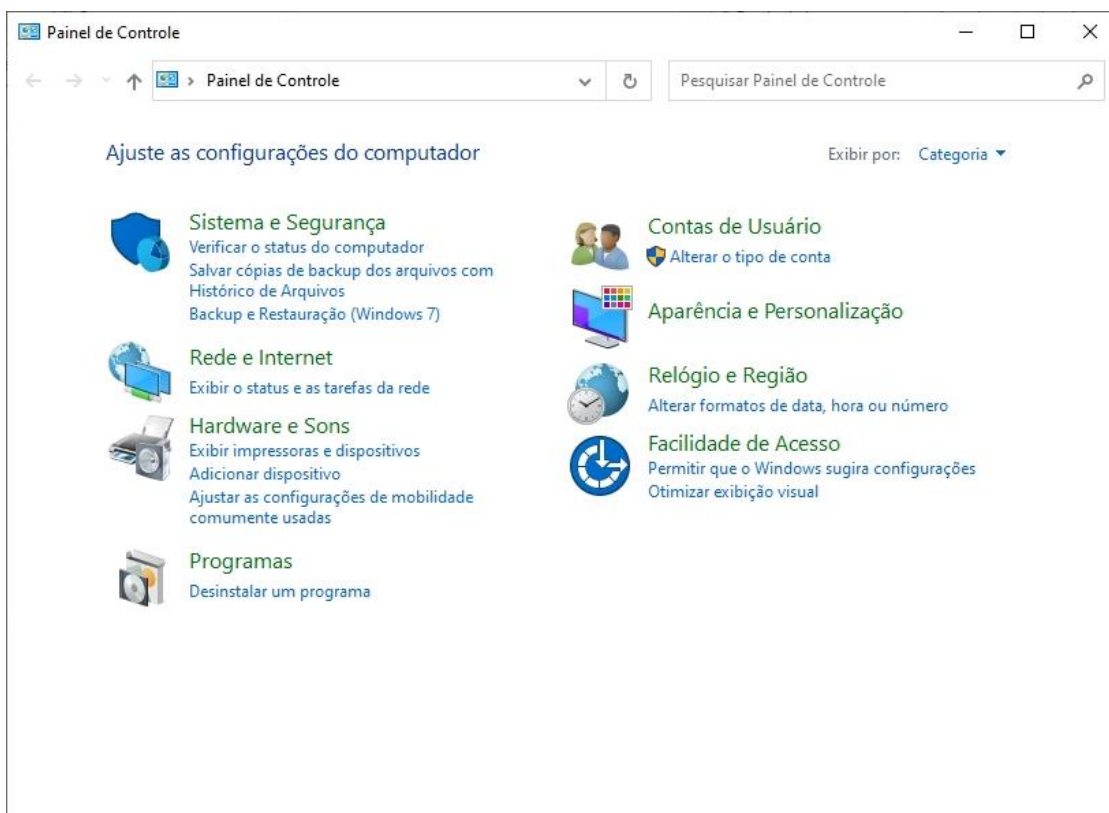 Painel de Controle
Painel de Controle
Pesquisar Painel de Controle
Ajuste as configurações do computador
Exibir por: Categoria
Sistema e Segurança
Verificar o status do computador
Salvar cópias de backup dos arquivos com
Histórico de Arquivos
Backup e Restauração (Windows 7)
Rede e Internet
Exibir o status e as tarefas da rede
Hardware e Sons
Exibir impressoras e dispositivos
Adicionar dispositivo
Ajustar as configurações de mobilidade
comumente usadas
Programas
Desinstalar um programa
Contas de Usuário
Alterar o tipo de conta
Aparência e Personalização
Relógio e Região
Alterar formatos de data, hora ou número
Facilidade de Acesso
Permitir que o Windows sugira configurações
Otimizar exibição visual